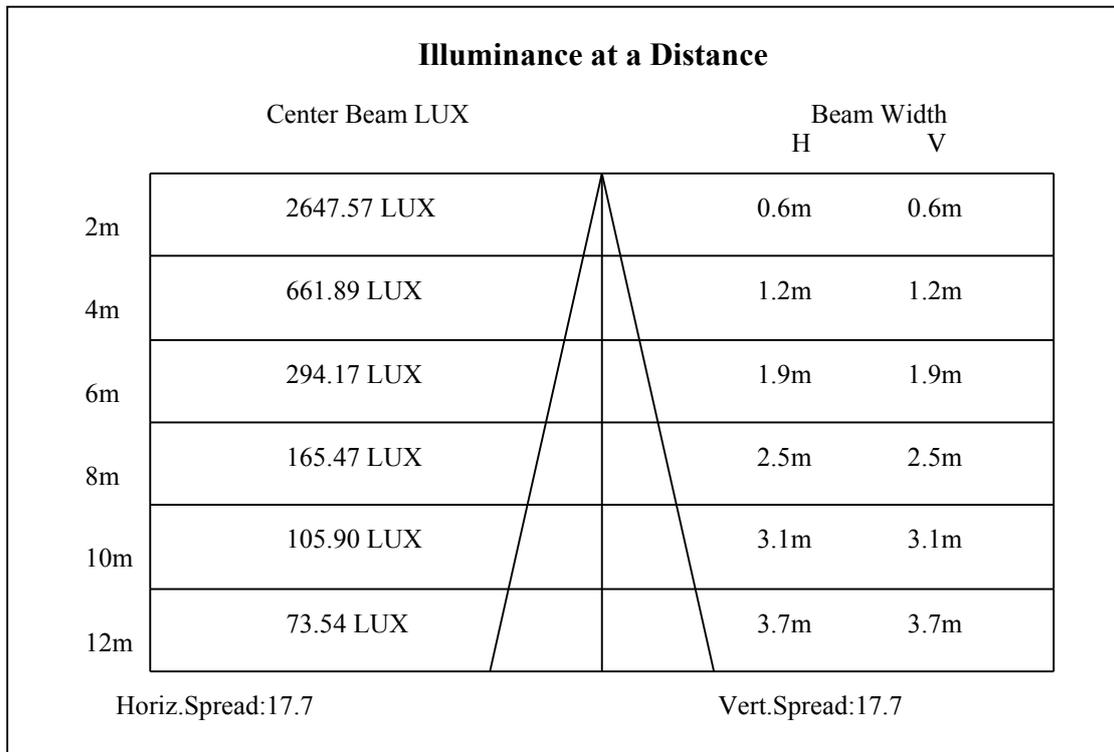 Illuminance at a Distance
Center Beam LUX Beam Width
H V
2m 2647.57 LUX 0.6m 0.6m
4m 661.89 LUX 1.2m 1.2m
6m 294.17 LUX 1.9m 1.9m
8m 165.47 LUX 2.5m 2.5m
10m 105.90 LUX 3.1m 3.1m
12m 73.54 LUX 3.7m 3.7m
Horiz.Spread:17.7 Vert.Spread:17.7